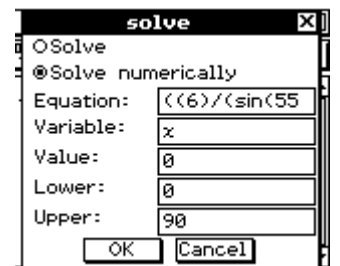 solve
Solve
Solve numerically
Equation: ((6)/(sin(55
Variable: x
Value: 0
Lower: 0
Upper: 90
OK Cancel